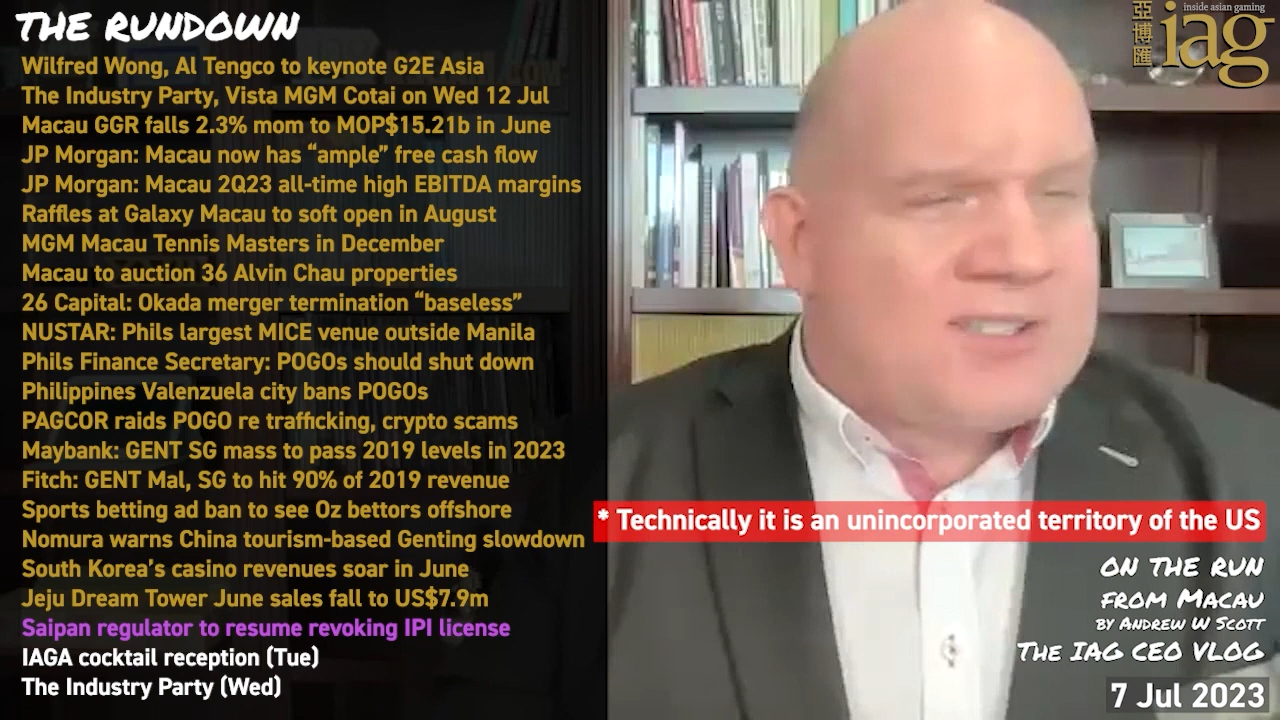 THE RUNDOWN
Wilfred Wong, Al Tengco to keynote G2E Asia
The Industry Party, Vista MGM Cotai on Wed 12 Jul
Macau GGR falls 2.3% mom to MOP$15.21b in June
JP Morgan: Macau now has “ample” free cash flow
JP Morgan: Macau 2Q23 all-time high EBITDA margins
Raffles at Galaxy Macau to soft open in August
MGM Macau Tennis Masters in December
Macau to auction 36 Alvin Chau properties
26 Capital: Okada merger termination “baseless”
NUSTAR: Phils largest MICE venue outside Manila
Phils Finance Secretary: POGOs should shut down
Philippines Valenzuela city bans POGOs
PAGCOR raids POGO re trafficking, crypto scams
Maybank: GENT SG mass to pass 2019 levels in 2023
Fitch: GENT Mal, SG to hit 90% of 2019 revenue
Sports betting ad ban to see Oz bettors offshore
Nomura warns China tourism-based Genting slowdown
South Korea’s casino revenues soar in June
Jeju Dream Tower June sales fall to US$7.9m
Saipan regulator to resume revoking IPI license
IAGA cocktail reception (Tue)
The Industry Party (Wed)
inside asian gaming
亞博匯
iag
* Technically it is an unincorporated territory of the US
ON THE RUN
FROM MACAU
BY ANDREW W SCOTT
THE IAG CEO VLOG
7 Jul 2023